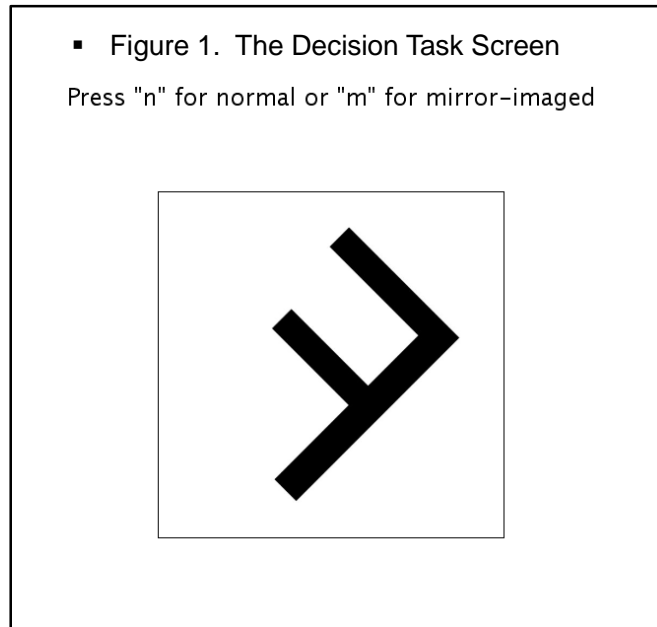 ▪ Figure 1. The Decision Task Screen
Press "n" for normal or "m" for mirror-imaged